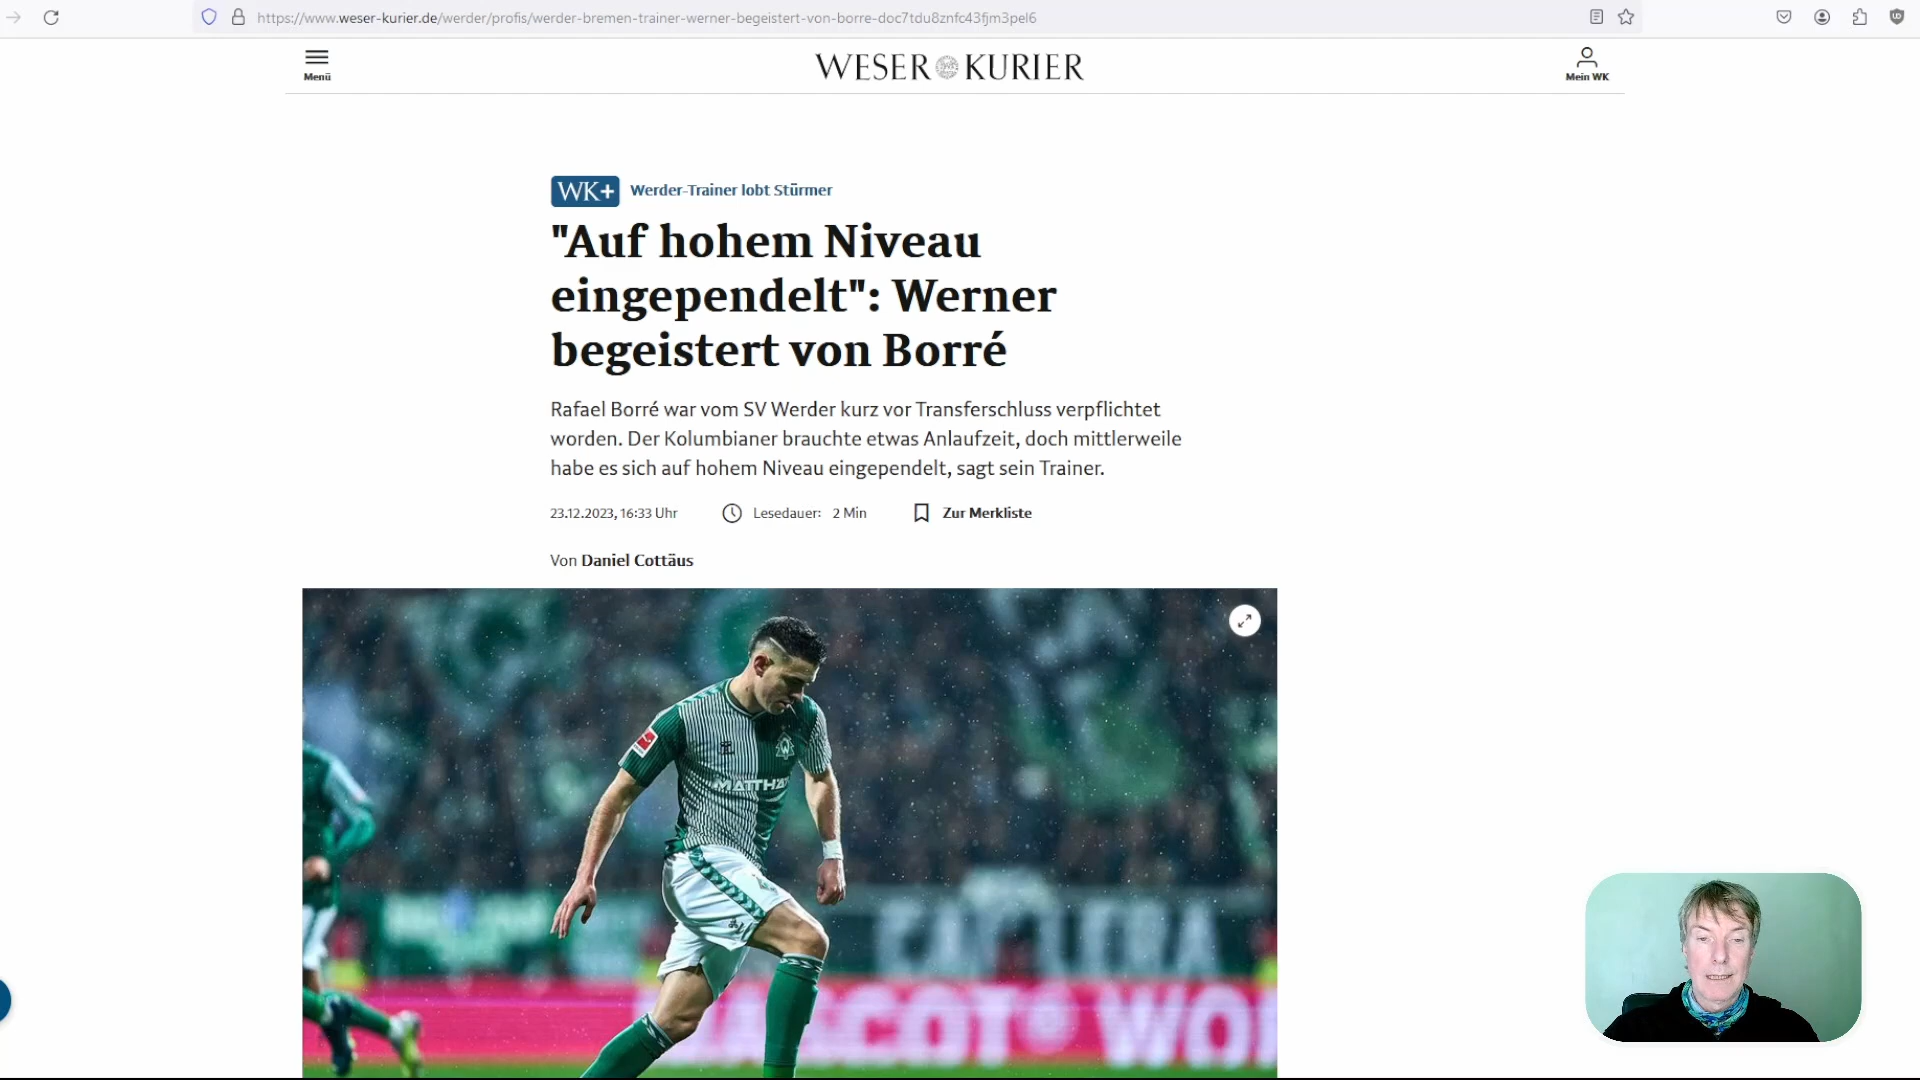 https://www.weser-kurier.de/werder/profis/werder-bremen-trainer-werner-begeistert-von-borre-doc7tdu8znfc43fjm3pel6
Menü
WESER KURIER
Mein WK
WK+ Werder-Trainer lobt Stürmer
"Auf hohem Niveau
eingependelt": Werner
begeistert von Borré
Rafael Borré war vom SV Werder kurz vor Transferschluss verpflichtet
worden. Der Kolumbianer brauchte etwas Anlaufzeit, doch mittlerweile
habe es sich auf hohem Niveau eingependelt, sagt sein Trainer.
23.12.2023, 16:33 Uhr Lesedauer: 2 Min Zur Merkliste
Von Daniel Cottäus
MATTHÄ